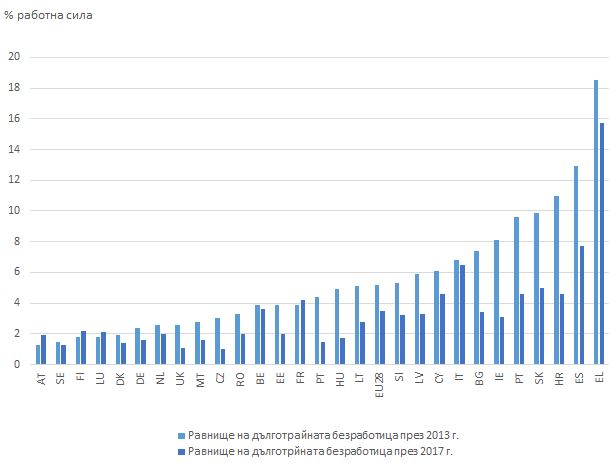 % работна сила
20
18
16
14
12
10
8
6
4
2
0
AT SE FI LU DK DE NL UK MT CZ RO BE EE FR PT HU LT EU28 SI LV CY IT BG IE PT SK HR ES EL
Равнище на дълготрайната безработица през 2013 г.
Равнище на дълготрйната безработица през 2017 г.